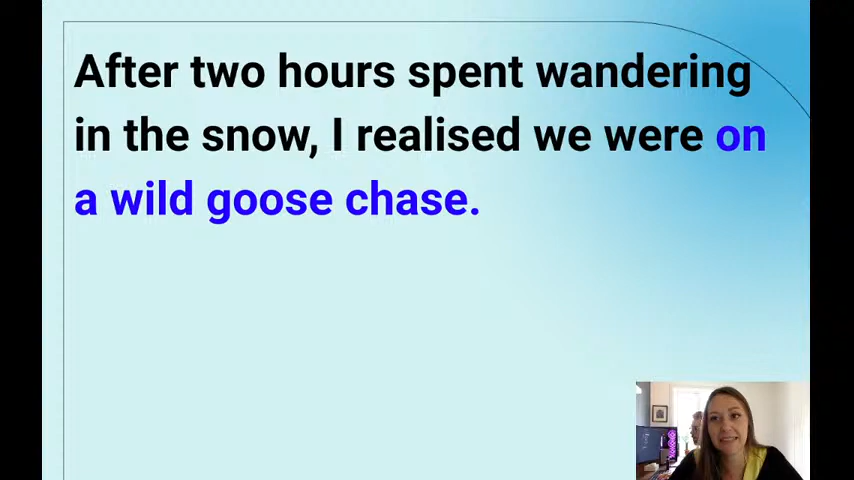 After two hours spent wandering
in the snow, I realised we were on
a wild goose chase.